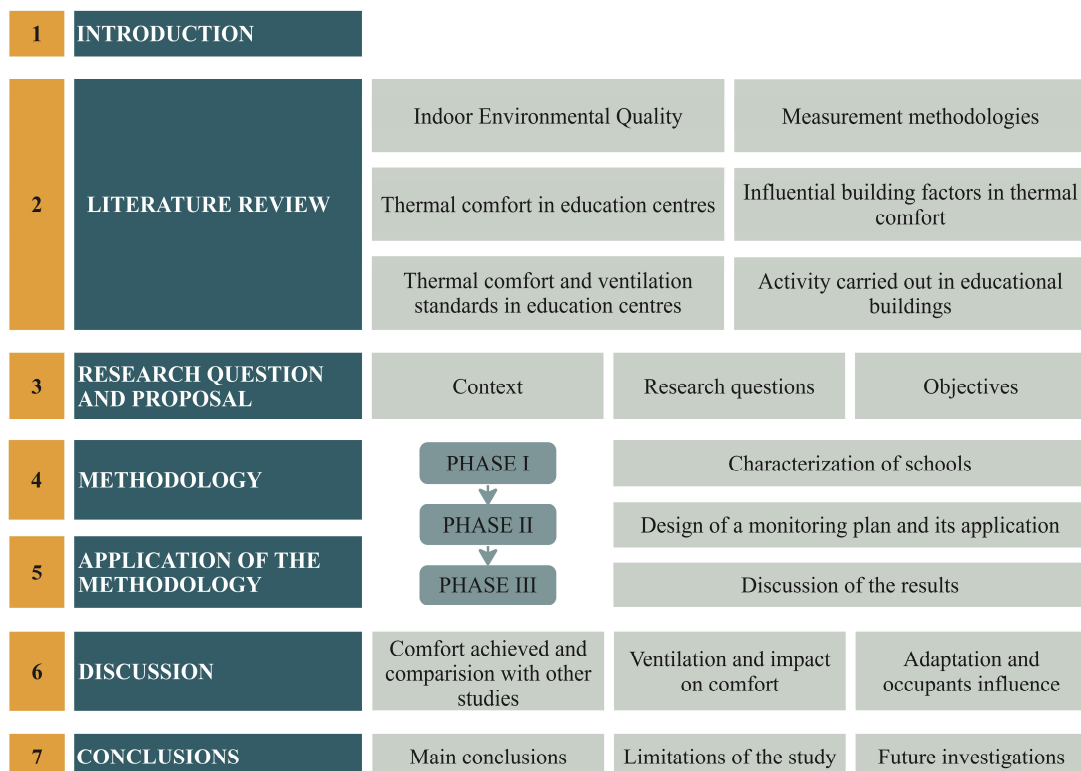 1
INTRODUCTION
2
LITERATURE REVIEW
Indoor Environmental Quality
Measurement methodologies
Thermal comfort in education centres
Influential building factors in thermal
comfort
Thermal comfort and ventilation
standards in education centres
Activity carried out in educational
buildings
3
RESEARCH QUESTION
AND PROPOSAL
Context
Research questions
Objectives
4
METHODOLOGY
PHASE I
Characterization of schools
PHASE II
Design of a monitoring plan and its application
5
APPLICATION OF THE
METHODOLOGY
PHASE III
Discussion of the results
6
DISCUSSION
Comfort achieved and
comparision with other
studies
Ventilation and impact
on comfort
Adaptation and
occupants influence
7
CONCLUSIONS
Main conclusions
Limitations of the study
Future investigations